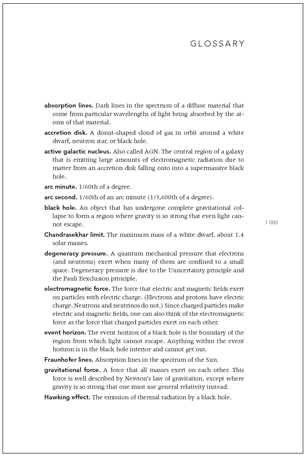 GLOSSARY
absorption lines. Dark lines in the spectrum of a diffuse material that
come from particular wavelengths of light being absorbed by the at-
oms of that material.
accretion disk. A donut-shaped cloud of gas in orbit around a white
dwarf, neutron star, or black hole.
active galactic nucleus. Also called AGN. The central region of a galaxy
that is emitting large amounts of electromagnetic radiation due to
matter from an accretion disk falling onto into a supermassive black
hole.
arc minute. 1/60th of a degree.
arc second. 1/60th of an arc minute (1/3,600th of a degree).
black hole. An object that has undergone complete gravitational col-
lapse to form a region where gravity is so strong that even light can-
not escape.
| 000
Chandrasekhar limit. The maximum mass of a white dwarf, about 1.4
solar masses.
degeneracy pressure. A quantum mechanical pressure that electrons
(and neutrons) exert when many of them are confined to a small
space. Degeneracy pressure is due to the Uuncertainty principle and
the Pauli Eexclusion principle.
electromagnetic force. The force that electric and magnetic fields exert
on particles with electric charge. (Electrons and protons have electric
charge. Neutrons and neutrinos do not.) Since charged particles make
electric and magnetic fields, one can also think of the electromagnetic
force as the force that charged particles exert on each other.
event horizon. The event horizon of a black hole is the boundary of the
region from which light cannot escape. Anything within the event
horizon is in the black hole interior and cannot get out.
Fraunhofer lines. Absorption lines in the spectrum of the Sun.
gravitational force. A force that all masses exert on each other. This
force is well described by Newton's law of gravitation, except where
gravity is so strong that one must use general relativity instead.
Hawking effect. The emission of thermal radiation by a black hole.